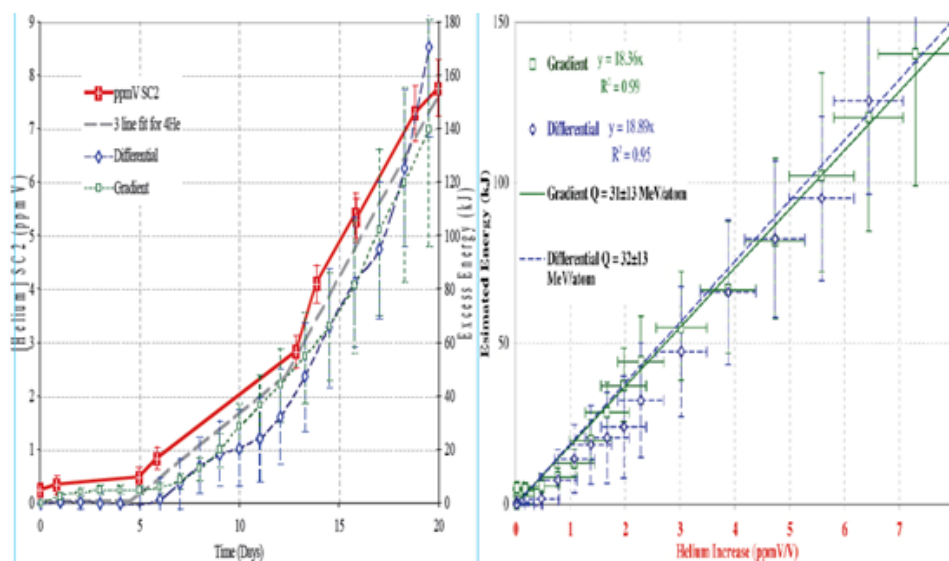 9
8
7
6
5
4
3
2
1
0
[Helium] SC2 (ppm V)
ppmV SC2
3 line fit for 4He
Differential
Gradient
180
160
140
120
100
80
60
40
20
0
Excess Energy (kJ)
0
5
10
15
20
Time (Days)
150
100
50
0
Esimated Energy (kJ)
Gradient y = 18.36x
R² = 0.99
Differential y = 18.89x
R² = 0.95
Gradient Q = 31±13 MeV/atom
Differential Q = 32±13
MeV/atom
0 1 2 3 4 5 6 7
Helium Increase (ppmV/V)